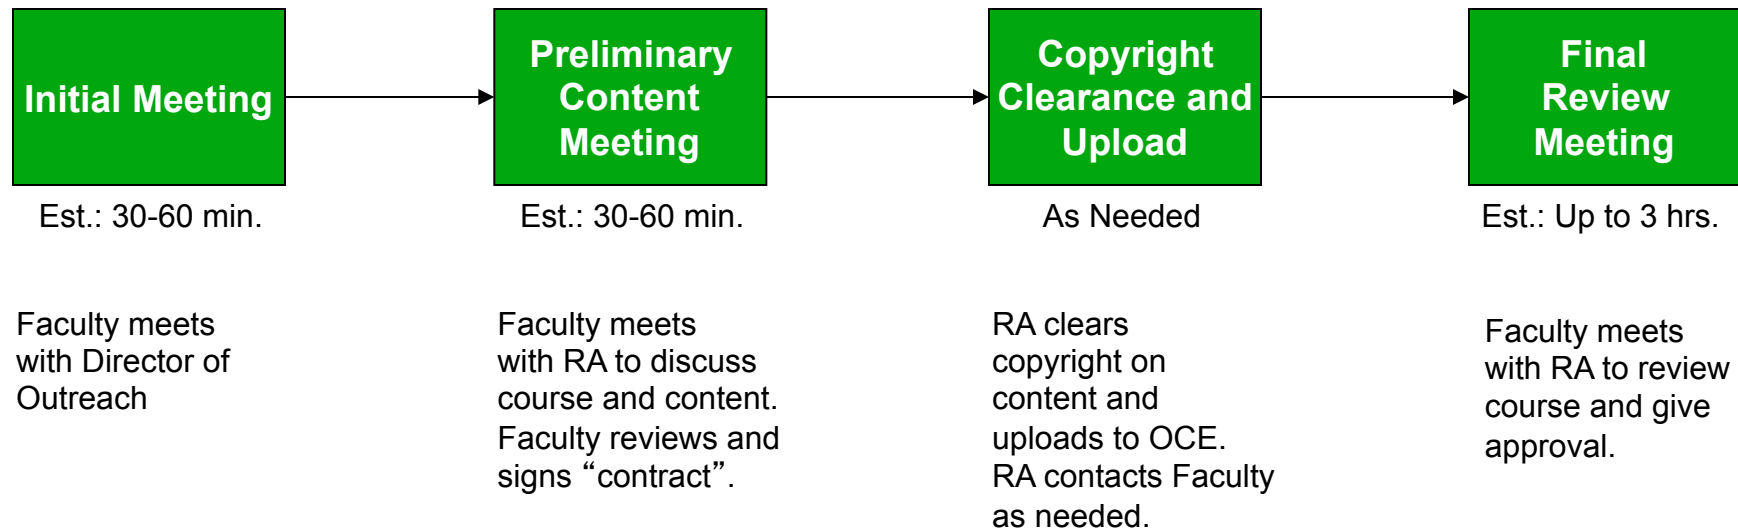 Initial Meeting
Preliminary
Content
Meeting
Copyright
Clearance and
Upload
Final
Review
Meeting
Est.: 30-60 min.
Est.: 30-60 min.
As Needed
Est.: Up to 3 hrs.
Faculty meets
with Director of
Outreach
Faculty meets
with RA to discuss
course and content.
Faculty reviews and
signs “contract”.
RA clears
copyright on
content and
uploads to OCE.
RA contacts Faculty
as needed.
Faculty meets
with RA to review
course and give
approval.